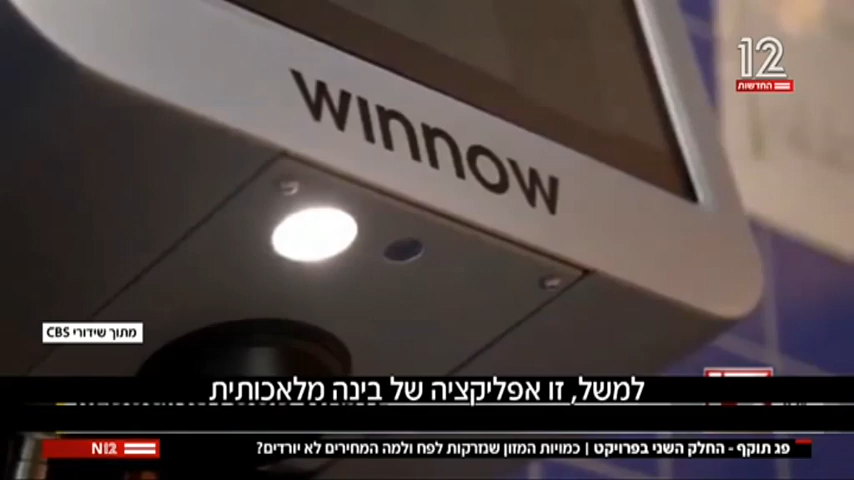 12
החדשות
winnow
מתוך שידורי CBS
למשל, זו אפליקציה של בינה מלאכותית
פג תוקף - החלק השני בפרויקט | כמויות המזון שנזרקות לפח ולמה המחירים לא יורדים?
N12